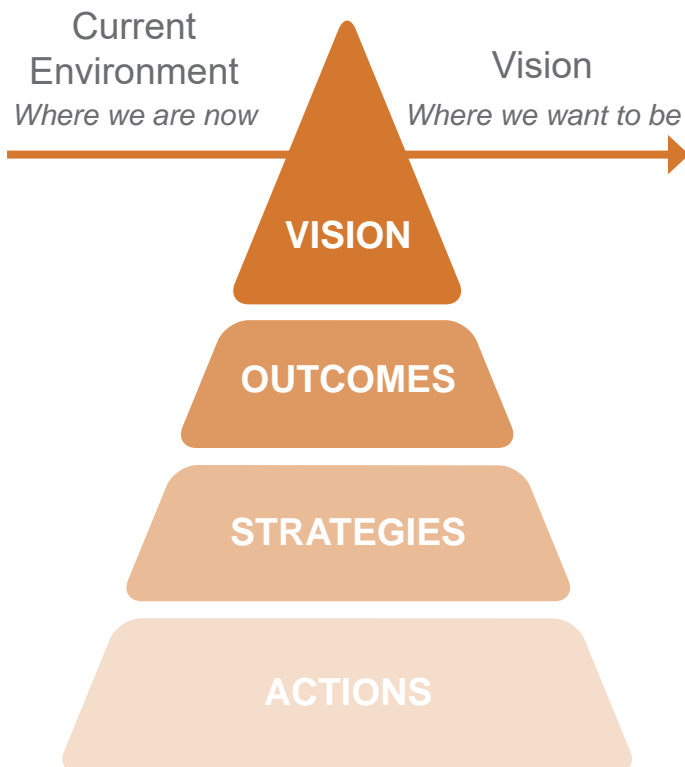 Current
Environment
Where we are now
Vision
Where we want to be
VISION
OUTCOMES
STRATEGIES
ACTIONS